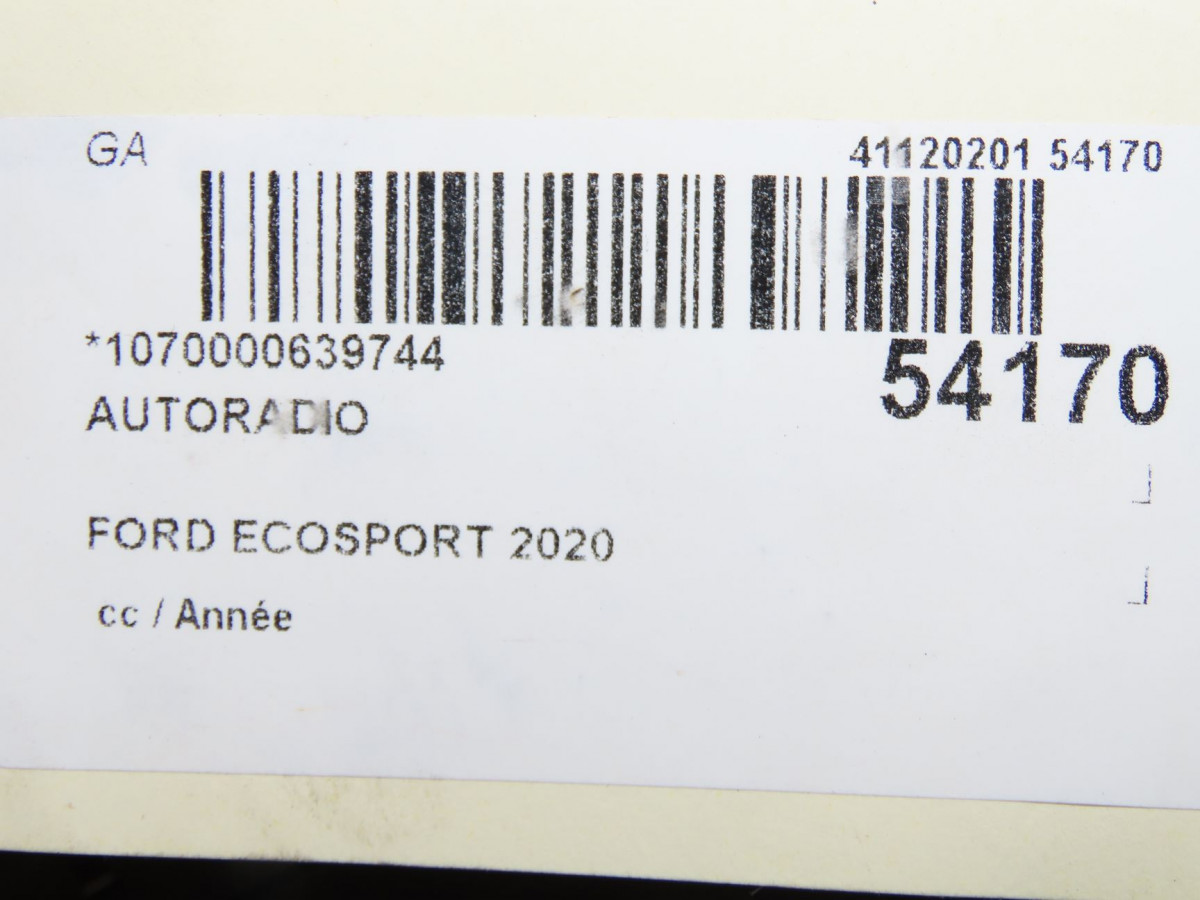 GA 41120201 54170
*1070000639744
54170
AUTORADIO
FORD ECOSPORT 2020
cc / Année